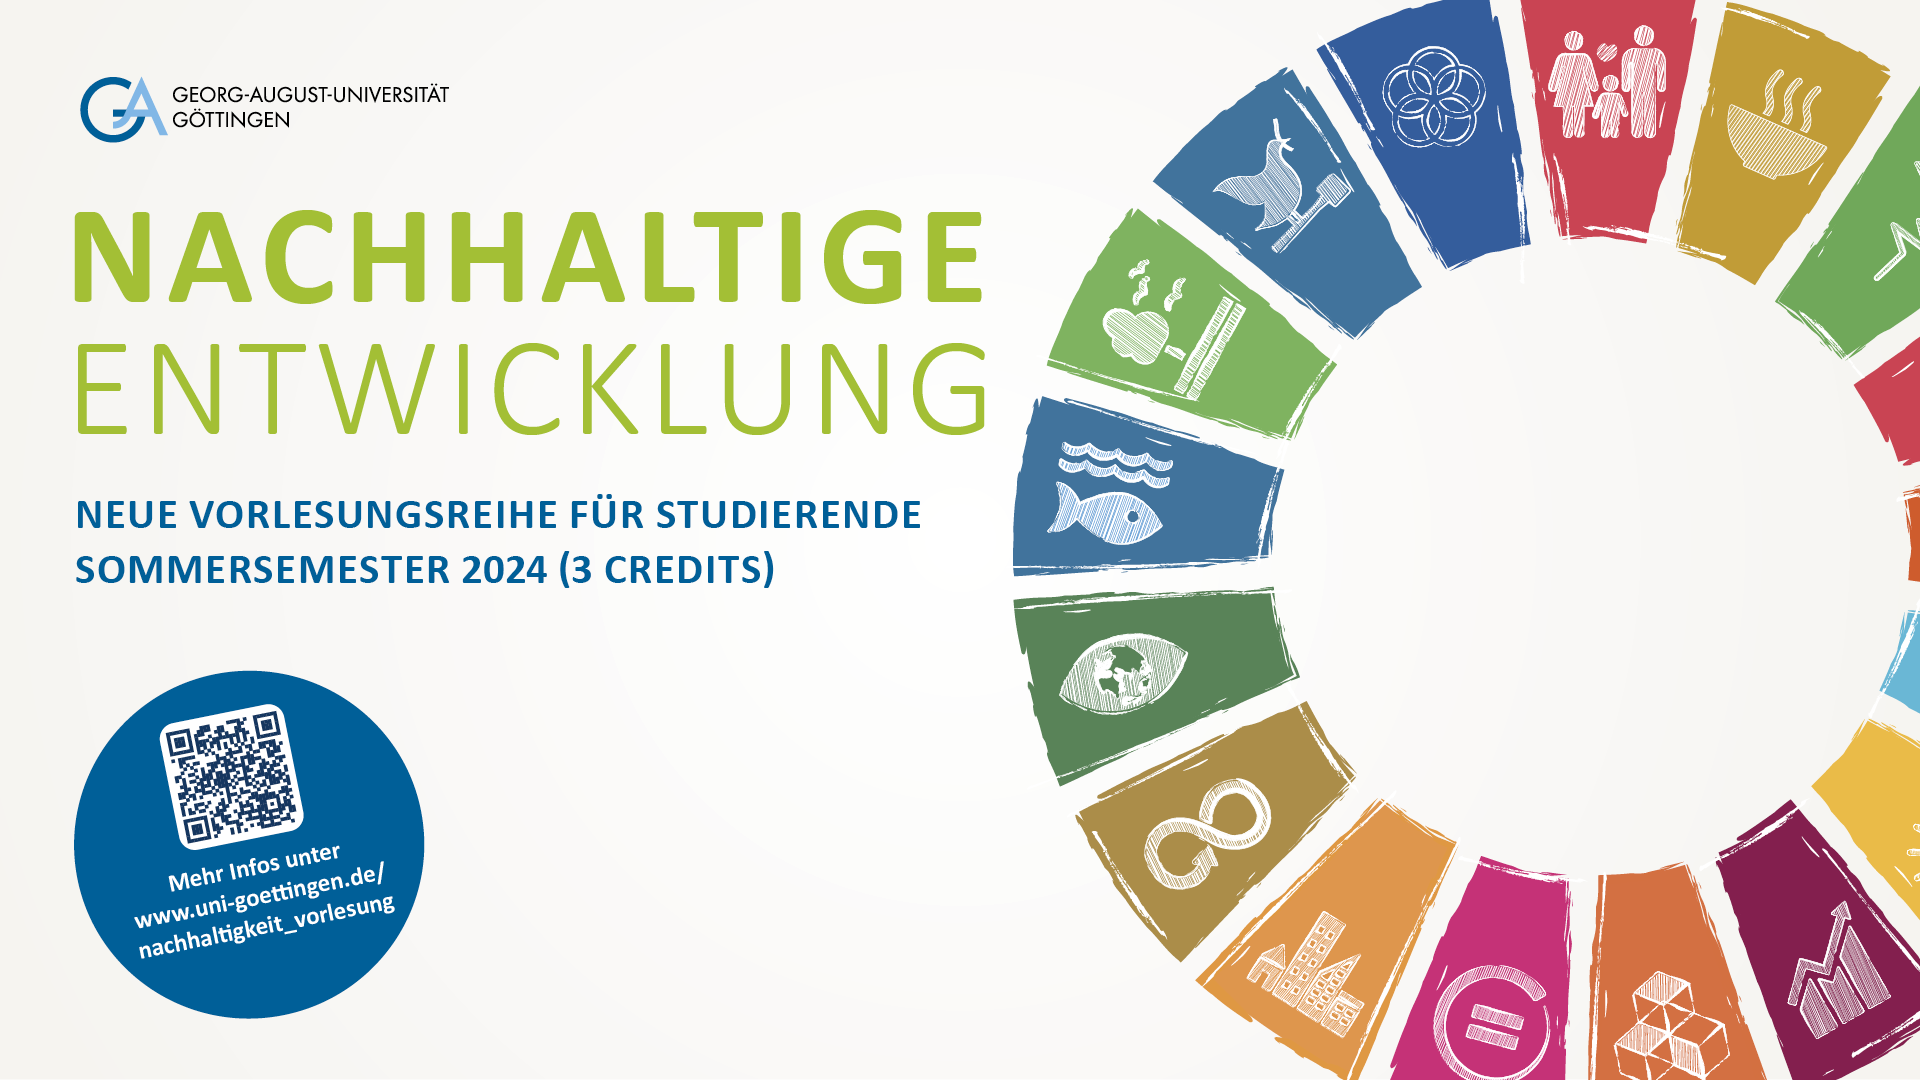 GEORG-AUGUST-UNIVERSITÄT
GÖTTINGEN
NACHHALTIGE
ENTWICKLUNG
NEUE VORLESUNGSREIHE FÜR STUDIERENDE
SOMMERSEMESTER 2024 (3 CREDITS)
Mehr Infos unter
www.uni-goettingen.de/
nachhaltigkeit_vorlesung